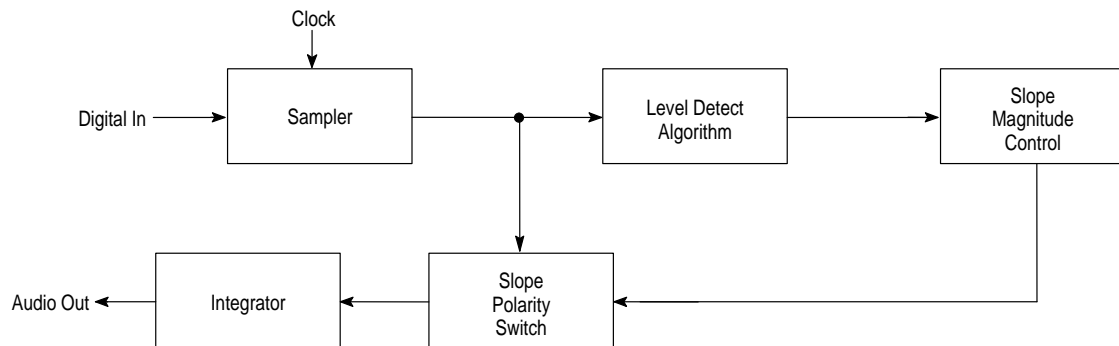 Clock
Digital In
Sampler
Level Detect
Algorithm
Slope
Magnitude
Control
Audio Out
Integrator
Slope
Polarity
Switch